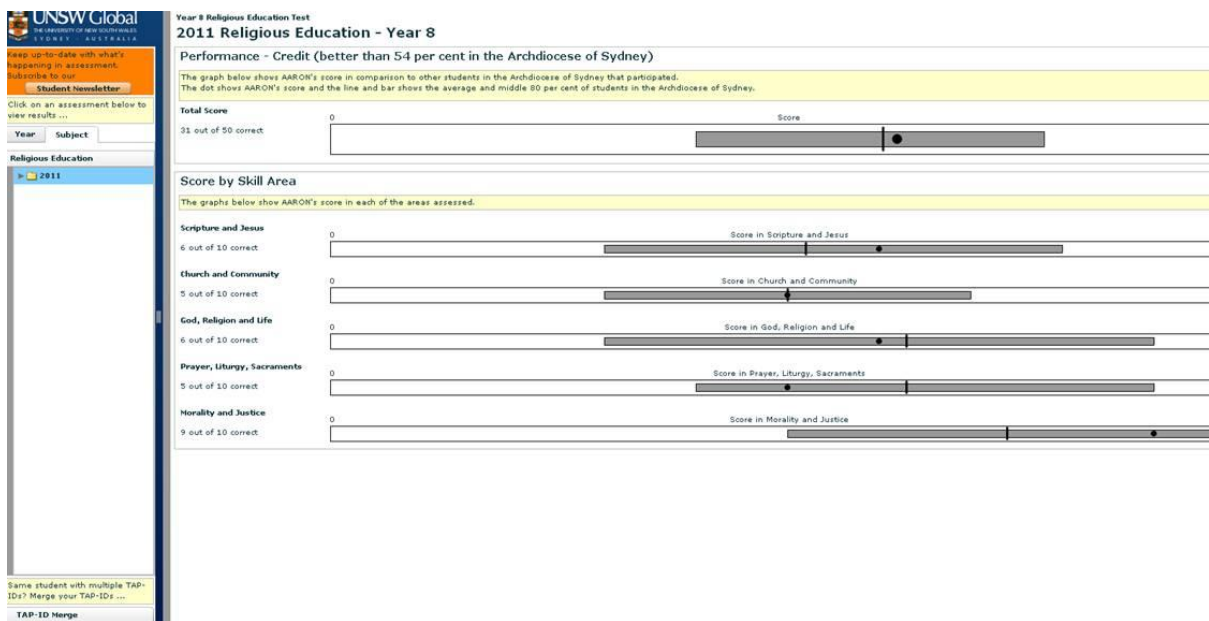 UNSW Global
THE UNIVERSITY OF NEW SOUTH WALES
SYDNEY · AUSTRALIA
Keep up-to-date with what's
happening in assessment.
Subscribe to our
Student Newsletter
Click on an assessment below to
view results ...
Year Subject
Religious Education
2011
Same student with multiple TAP-
IDs? Merge your TAP-IDs ...
TAP-ID Merge
Year 8 Religious Education Test
2011 Religious Education - Year 8
Performance - Credit (better than 54 per cent in the Archdiocese of Sydney)
The graph below shows AARON's score in comparison to other students in the Archdiocese of Sydney that participated.
The dot shows AARON's score and the line and bar shows the average and middle 80 per cent of students in the Archdiocese of Sydney.
Total Score
0 Score
31 out of 50 correct
Score by Skill Area
The graphs below show AARON's score in each of the areas assessed.
Scripture and Jesus
0 Score in Scripture and Jesus
6 out of 10 correct
Church and Community
0 Score in Church and Community
5 out of 10 correct
God, Religion and Life
0 Score in God, Religion and Life
6 out of 10 correct
Prayer, Liturgy, Sacraments
0 Score in Prayer, Liturgy, Sacraments
5 out of 10 correct
Morality and Justice
0 Score in Morality and Justice
9 out of 10 correct